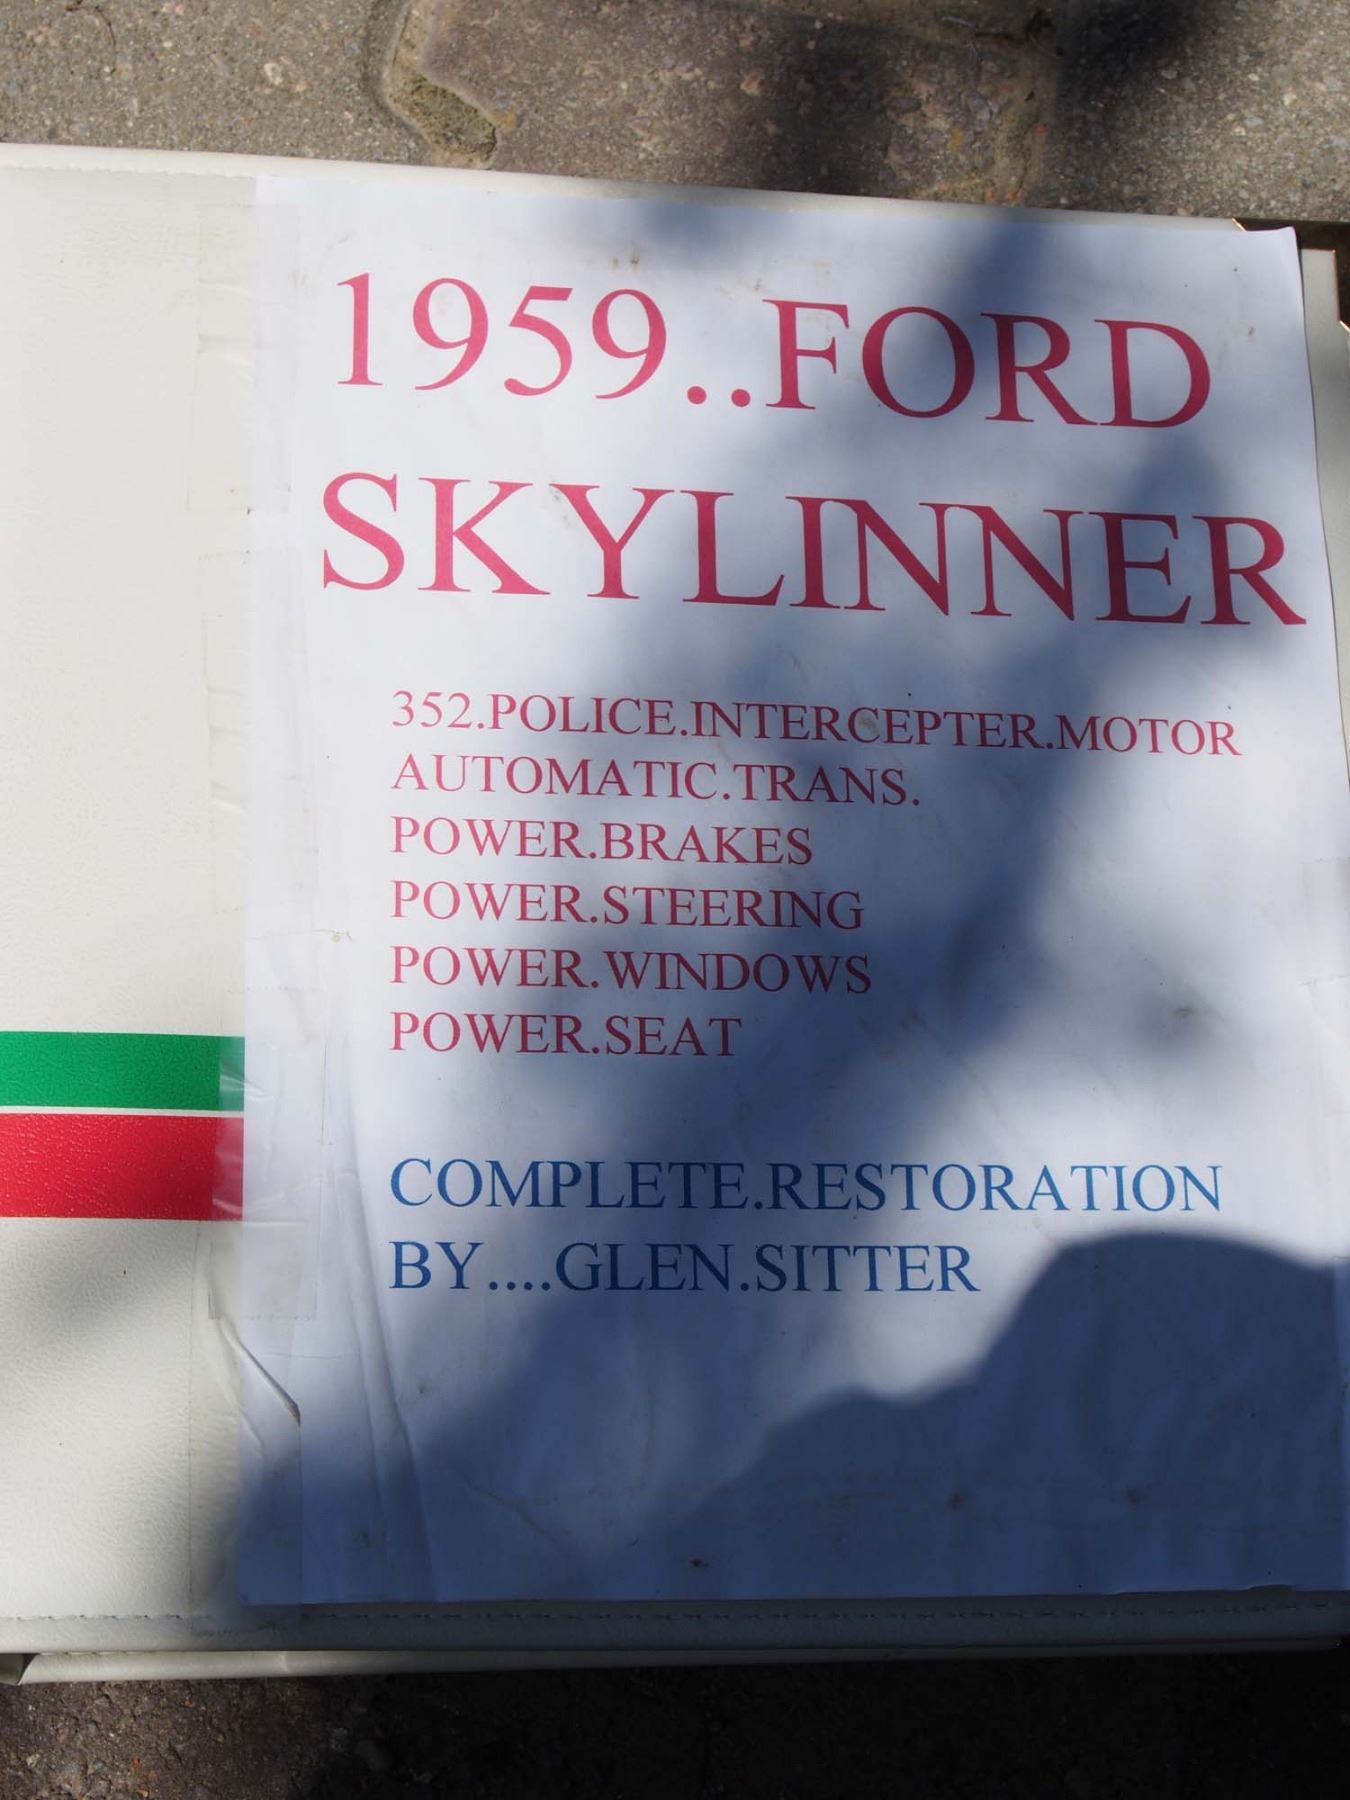 1959..FORD
SKYLINNER
352.POLICE.INTERCEPTER.MOTOR
AUTOMATIC.TRANS.
POWER.BRAKES
POWER.STEERING
POWER.WINDOWS
POWER.SEAT
COMPLETE.RESTORATION
BY....GLEN.SITTER